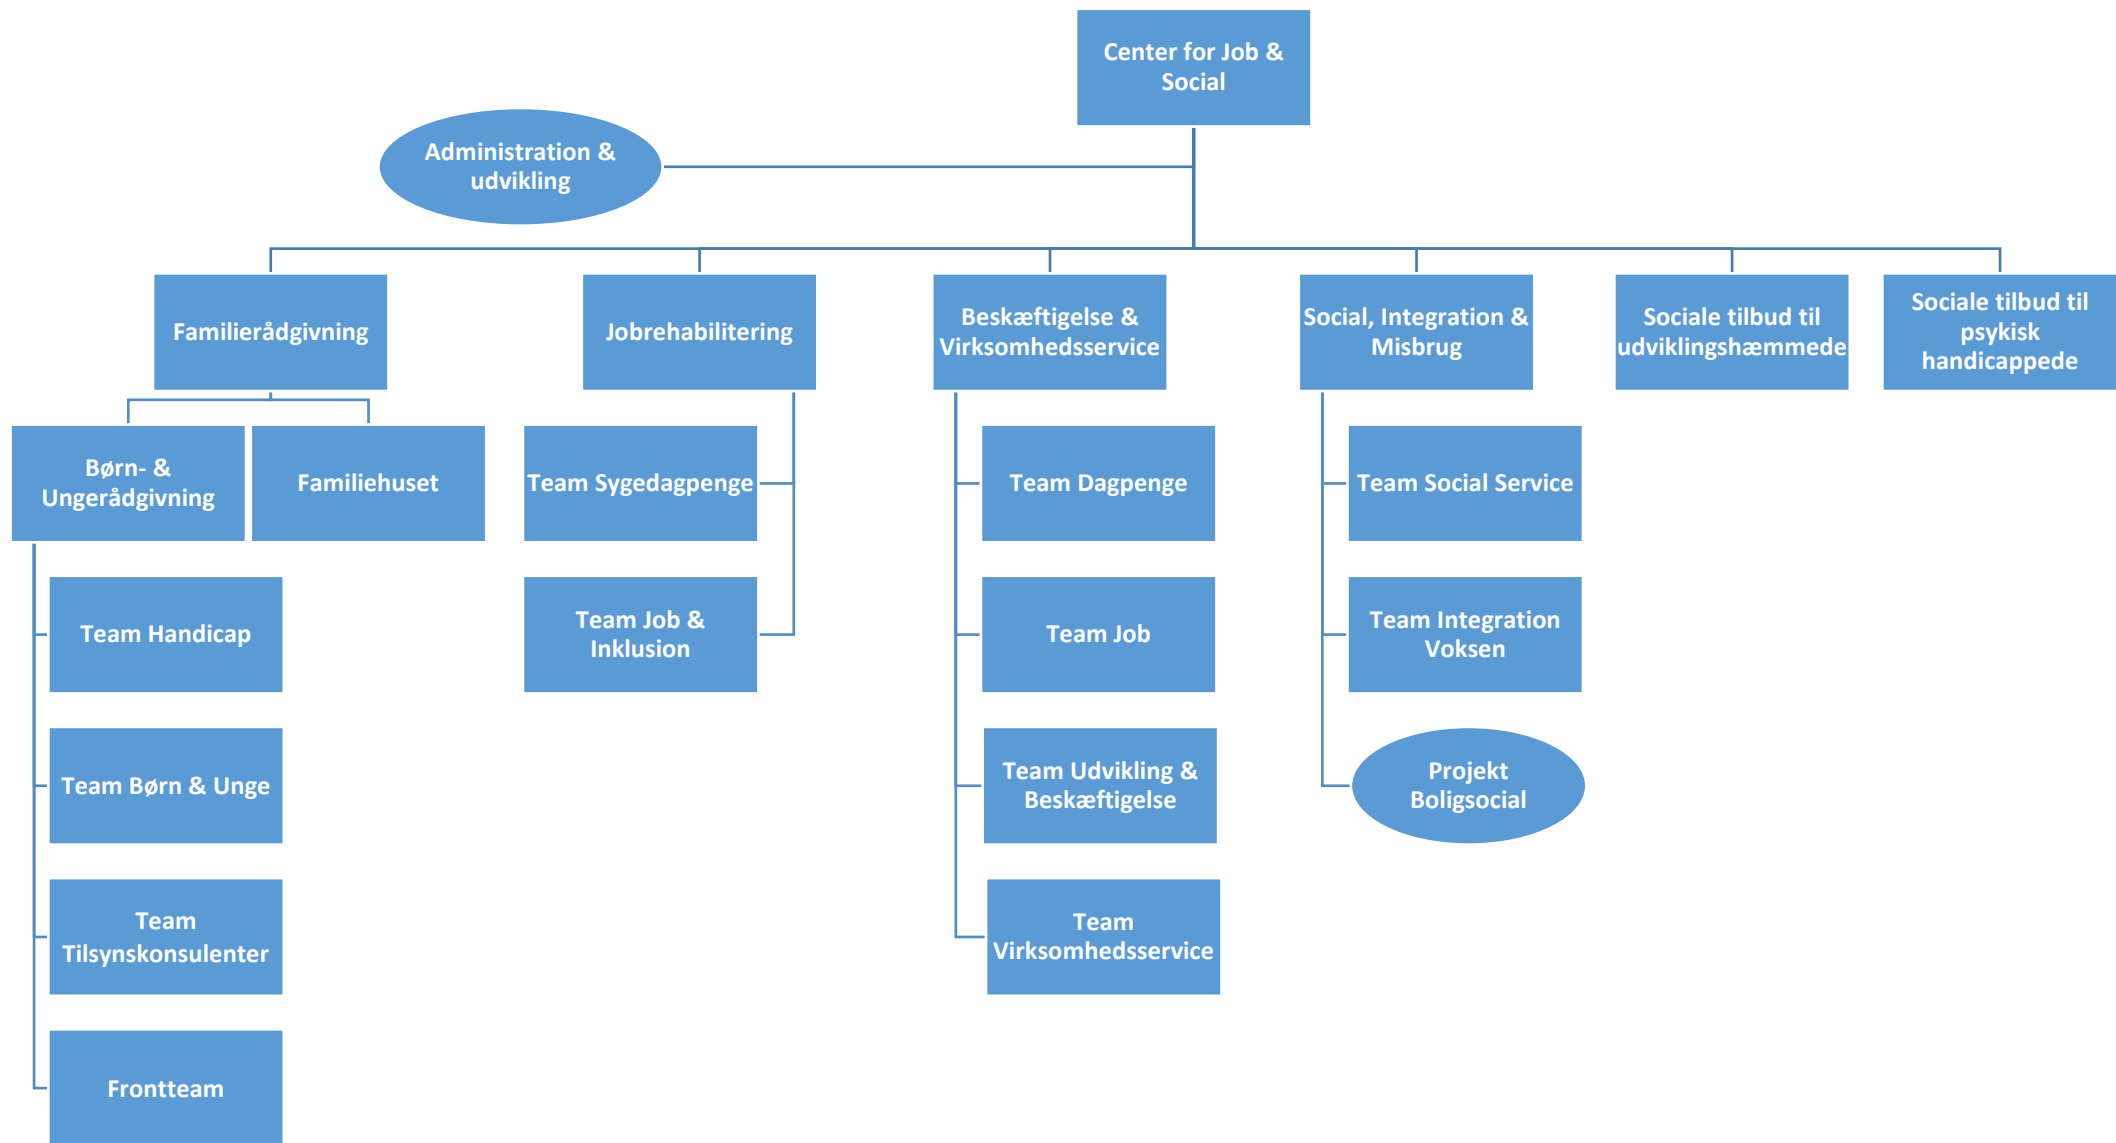 Center for Job &
Social
Administration &
udvikling
Familierådgivning
Jobrehabilitering
Beskæftigelse &
Virksomhedsservice
Social, Integration &
Misbrug
Sociale tilbud til
udviklingshæmmede
Sociale tilbud til
psykisk
handicappede
Børn- &
Ungerådgivning
Familiehuset
Team Sygedagpenge
Team Dagpenge
Team Social Service
Team Handicap
Team Job &
Inklusion
Team Job
Team Integration
Voksen
Team Børn & Unge
Team Udvikling &
Beskæftigelse
Projekt
Boligsocial
Team
Tilsynskonsulenter
Team
Virksomhedsservice
Frontteam